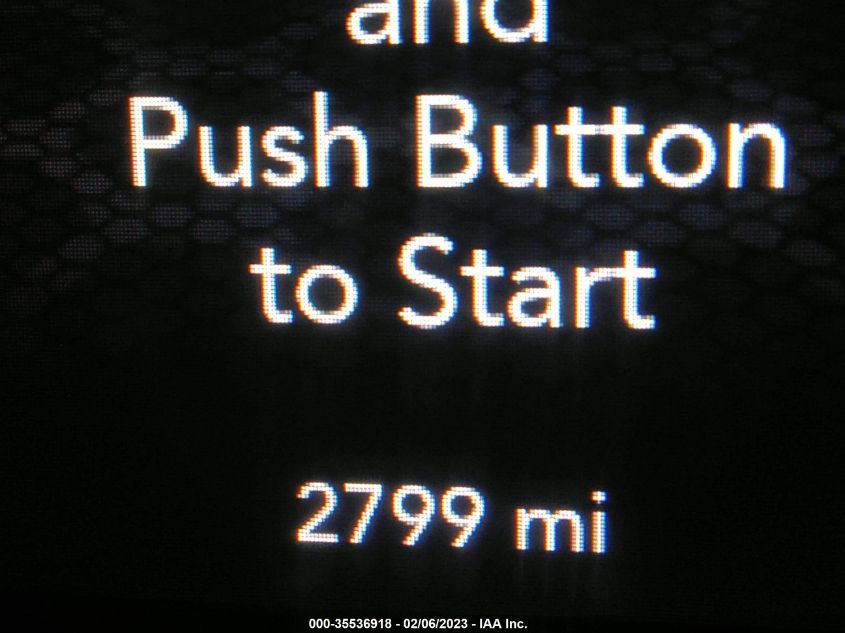 and
Push Button
to Start
2799 mi
000-35536918 - 02/06/2023 - IAA Inc.